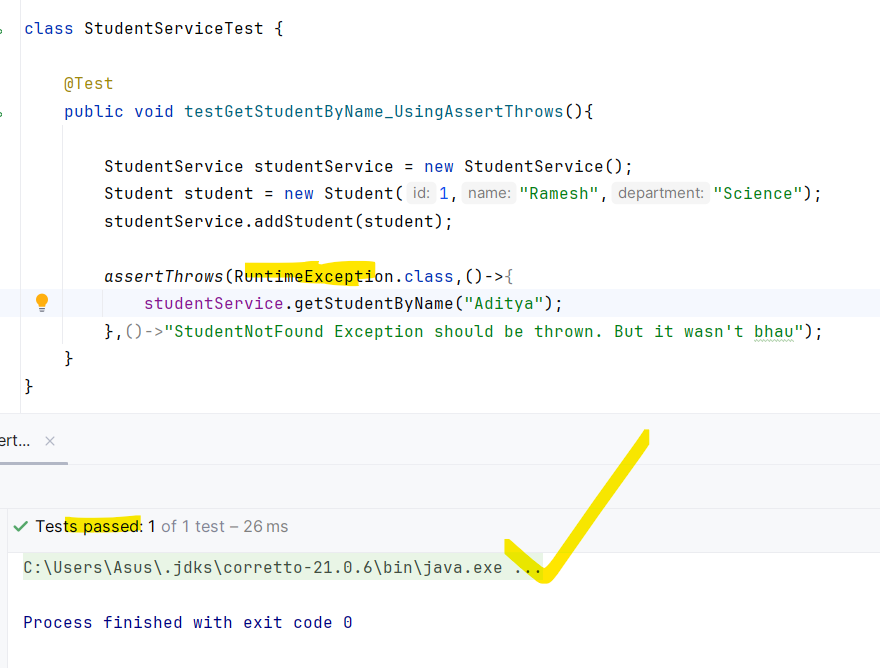 class StudentServiceTest {
@Test
public void testGetStudentByName_UsingAssertThrows(){
StudentService studentService = new StudentService();
Student student = new Student( id: 1, name: "Ramesh", department: "Science");
studentService.addStudent(student);
assertThrows(RuntimeException.class,()->{
studentService.getStudentByName("Aditya");
},()->"StudentNotFound Exception should be thrown. But it wasn't bhau");
}
}
ert... ×
Tests passed: 1 of 1 test – 26 ms
C:\Users\Asus\.jdks\corretto-21.0.6\bin\java.exe ...
Process finished with exit code 0